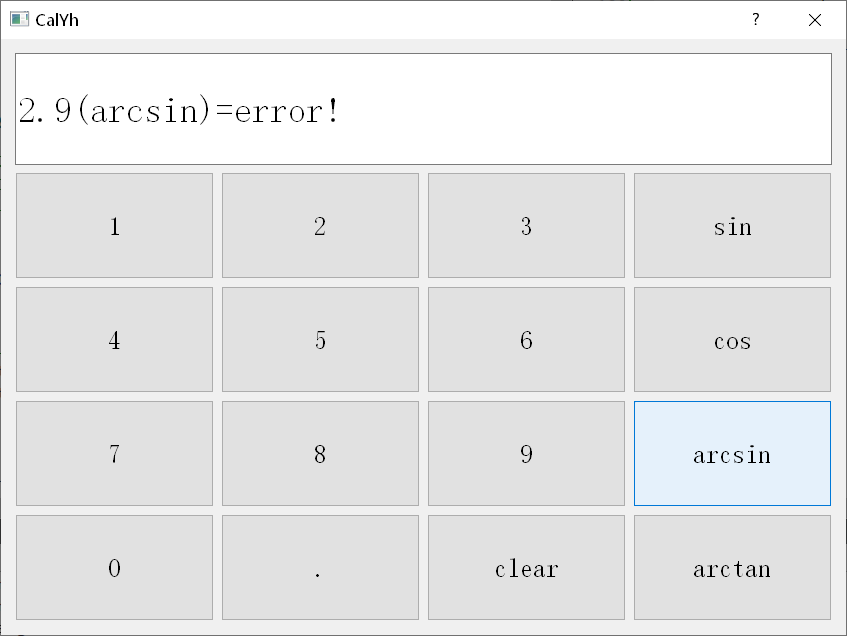 CalYh ?
2.9(arcsin)=error!
1 2 3 sin
4 5 6 cos
7 8 9 arcsin
0 . clear arctan